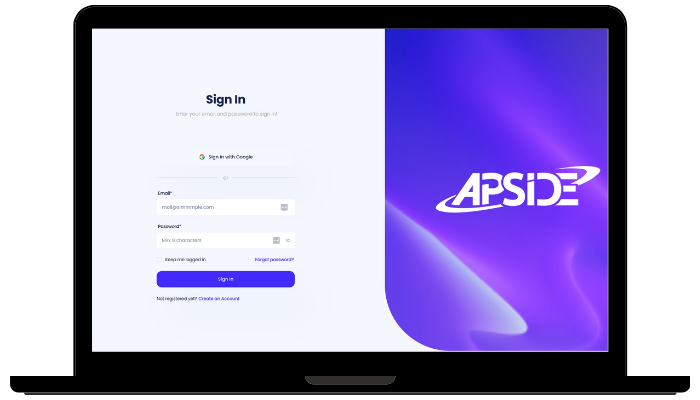 Sign In
Enter your email and password to sign in!
Sign in with Google
or
Email*
mail@simmmple.com
Password*
Min. 8 characters
Keep me logged in
Forgot password?
Sign In
Not registered yet? Create an Account
APSIDE